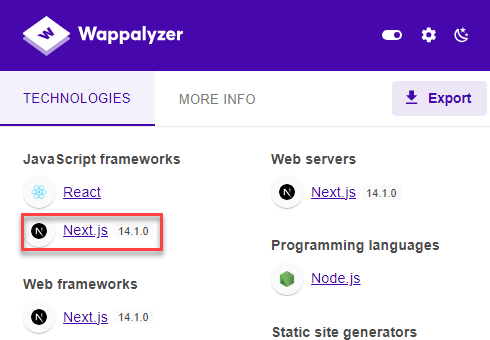 Wappalyzer
TECHNOLOGIES
MORE INFO
Export
JavaScript frameworks
React
Next.js 14.1.0
Web frameworks
Next.js 14.1.0
Web servers
Next.js 14.1.0
Programming languages
Node.js
Static site generators